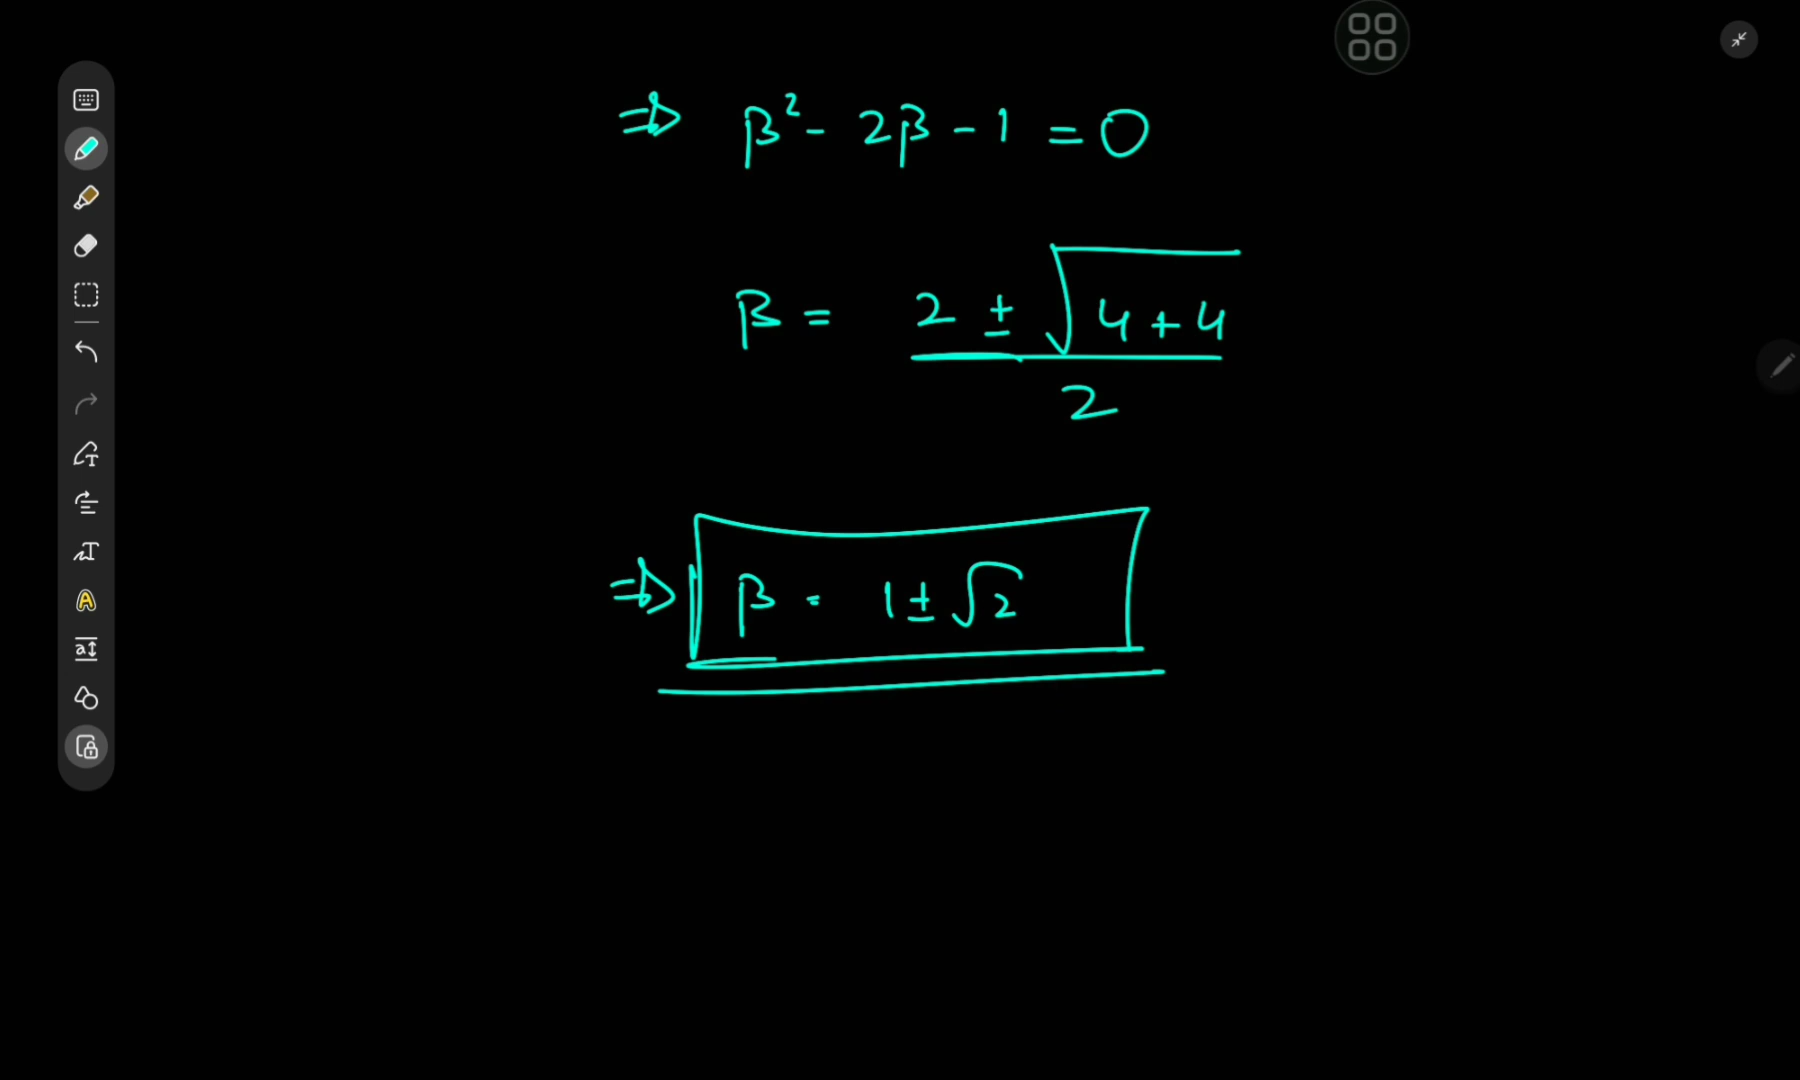 ⇒ β² - 2β - 1 = 0
β = (2 ± √(4 + 4)) / 2
⇒ β = 1 ± √2